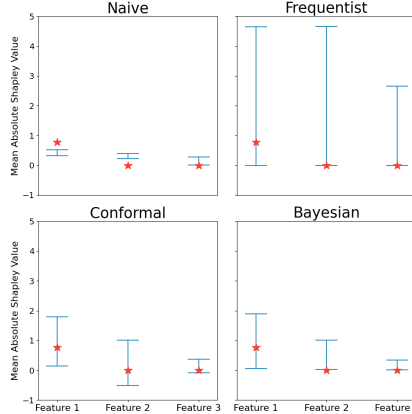 Naive
Frequentist
Mean Absolute Shapley Value
5
4
3
2
1
0
−1
Conformal
Bayesian
Mean Absolute Shapley Value
5
4
3
2
1
0
−1
Feature 1 Feature 2 Feature 3
Feature 1 Feature 2 Feature